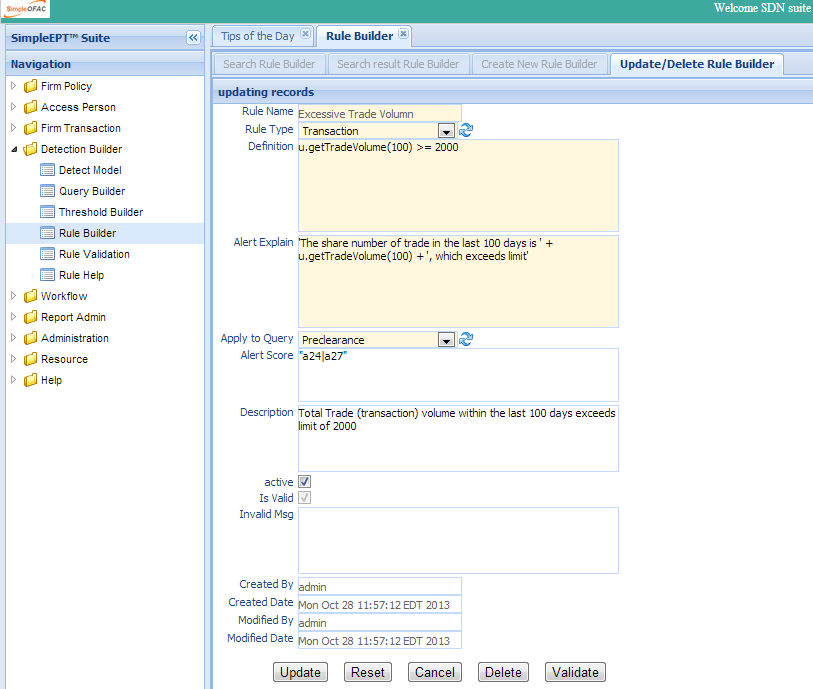 SimpleOFAC
Welcome SDN suite
SimpleEPT™ Suite
Tips of the Day
Rule Builder
Navigation
Search Rule Builder
Search result Rule Builder
Create New Rule Builder
Update/Delete Rule Builder
Firm Policy
Access Person
Firm Transaction
Detection Builder
Detect Model
Query Builder
Threshold Builder
Rule Builder
Rule Validation
Rule Help
Workflow
Report Admin
Administration
Resource
Help
updating records
Rule Name Excessive Trade Volumn
Rule Type Transaction
Definition u.getTradeVolume(100) >= 2000
Alert Explain 'The share number of trade in the last 100 days is ' +
u.getTradeVolume(100) + ', which exceeds limit'
Apply to Query Preclearance
Alert Score "a24|a27"
Description Total Trade (transaction) volume within the last 100 days exceeds
limit of 2000
active
Is Valid
Invalid Msg
Created By admin
Created Date Mon Oct 28 11:57:12 EDT 2013
Modified By admin
Modified Date Mon Oct 28 11:57:12 EDT 2013
Update Reset Cancel Delete Validate